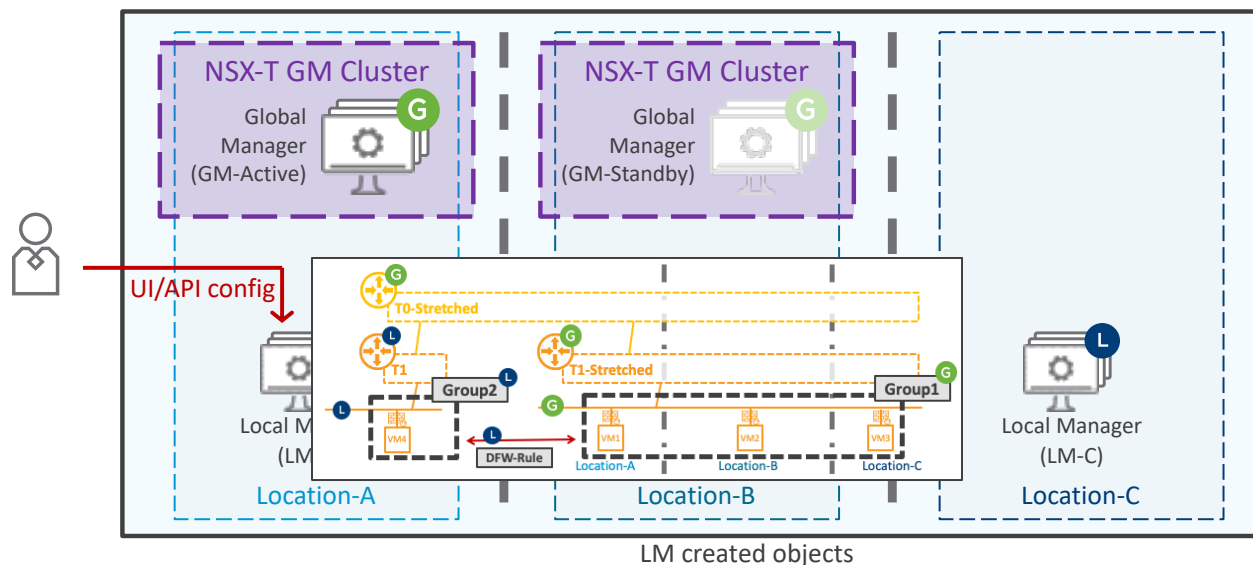 NSX-T GM Cluster
Global
Manager
(GM-Active)
G
NSX-T GM Cluster
Global
Manager
(GM-Standby)
G
UI/API config
G
T0-Stretched
L
T1
G
T1-Stretched
Group2
L
Group1
G
L
VM4
L
DFW-Rule
G
VM1
VM2
VM3
Location-A
Location-B
Location-C
Local M
(LM
Location-A
Location-B
L
Local Manager
(LM-C)
Location-C
LM created objects